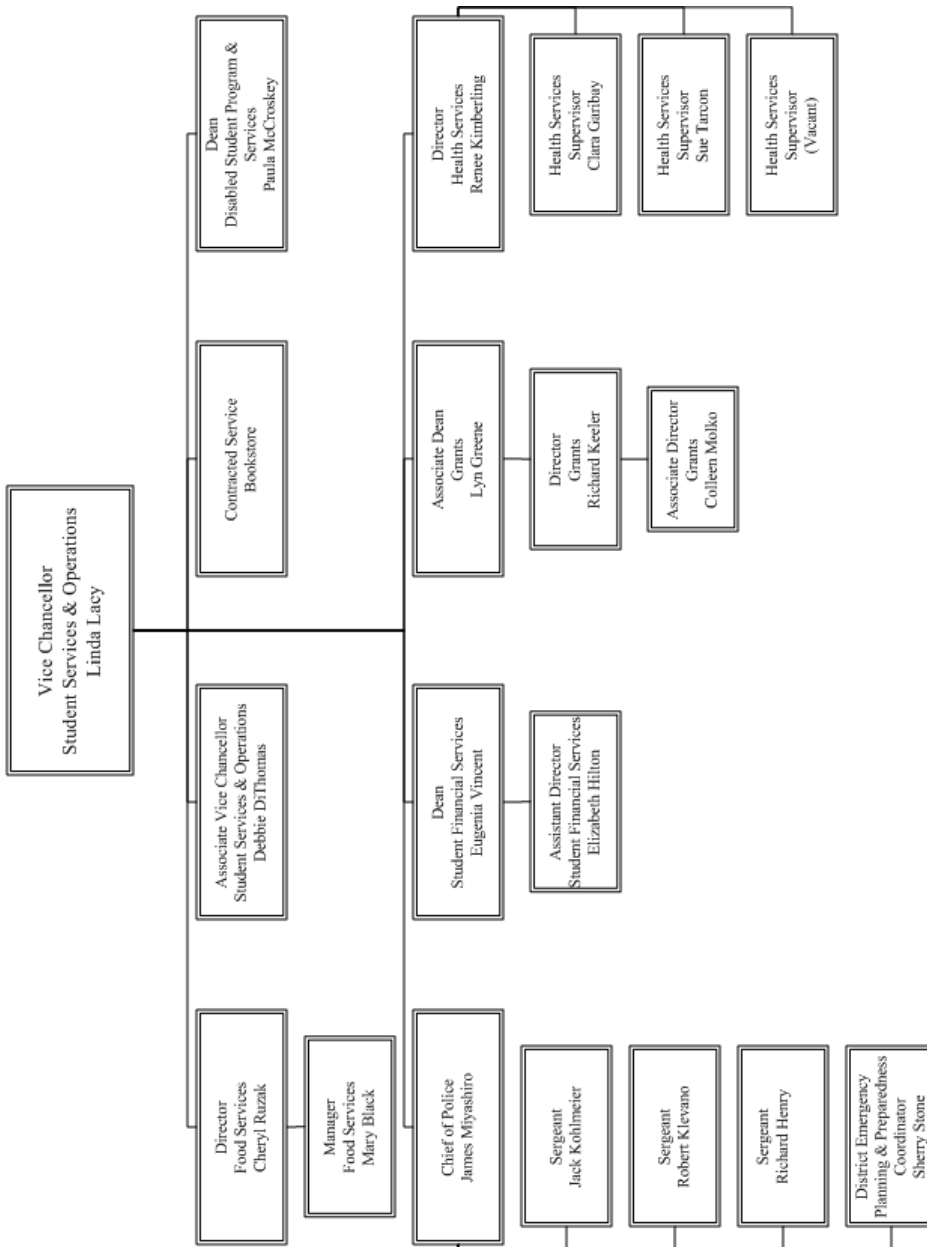 Vice Chancellor
Student Services & Operations
Linda Lacy
Director
Food Services
Cheryl Ruzak
Manager
Food Services
Mary Black
Associate Vice Chancellor
Student Services & Operations
Debbie DiThomas
Contracted Service
Bookstore
Dean
Disabled Student Program &
Services
Paula McCroskey
Chief of Police
James Miyashiro
Sergeant
Jack Kohlmeier
Sergeant
Robert Klevano
Sergeant
Richard Henry
District Emergency
Planning & Preparedness
Coordinator
Sherry Stone
Dean
Student Financial Services
Eugenia Vincent
Assistant Director
Student Financial Services
Elizabeth Hilton
Associate Dean
Grants
Lyn Greene
Director
Grants
Richard Keeler
Associate Director
Grants
Colleen Molko
Director
Health Services
Renee Kimberling
Health Services
Supervisor
Clara Garibay
Health Services
Supervisor
Sue Tarcon
Health Services
Supervisor
(Vacant)